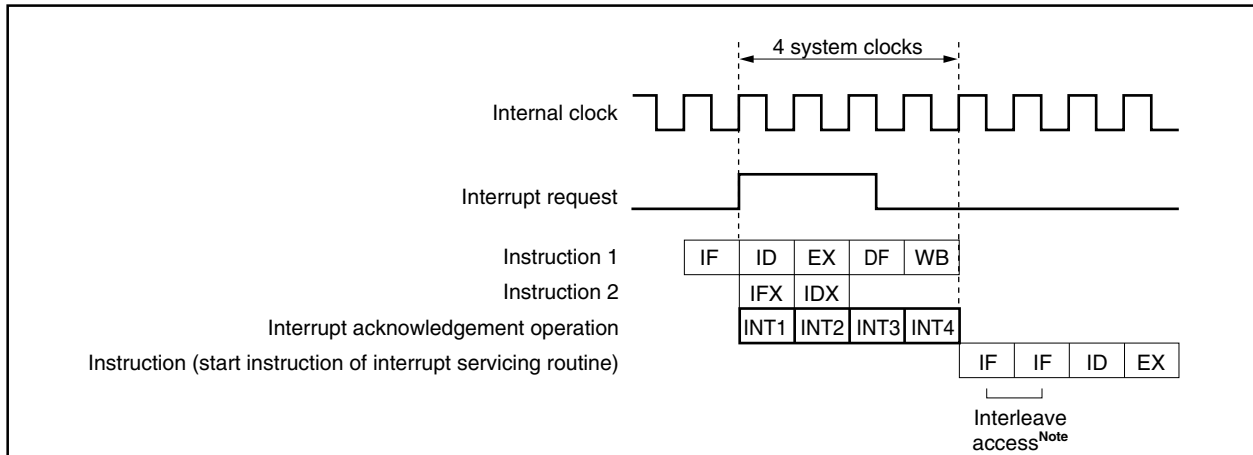 4 system clocks
Internal clock
Interrupt request
Instruction 1 IF ID EX DF WB
Instruction 2 IFX IDX
Interrupt acknowledgement operation INT1 INT2 INT3 INT4
Instruction (start instruction of interrupt servicing routine) IF IF ID EX
Interleave
accessNote